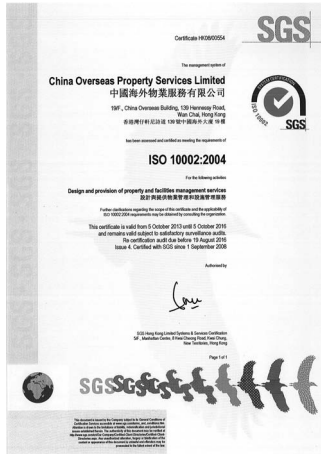 Certificate HK08/00554
SGS
The management system of
China Overseas Property Services Limited
中國海外物業服務有限公司
19/F., China Overseas Building, 139 Hennessy Road,
Wan Chai, Hong Kong
香港灣仔軒尼詩道 139 號中國海外大廈 19 樓
has been assessed and certified as meeting the requirements of
ISO 10002:2004
For the following activities
Design and provision of property and facilities management services
設計與提供物業管理和設施管理服務
Further clarifications regarding the scope of this certificate and the applicability of
ISO 10002:2004 requirements may be obtained by consulting the organization.
This certificate is valid from 5 October 2013 until 5 October 2016
and remains valid subject to satisfactory surveillance audits.
Re certification audit due before 19 August 2016
Issue 4. Certified with SGS since 1 September 2008
Authorised by
SGS Hong Kong Limited Systems & Services Certification
5/F., Manhattan Centre, 8 Kwai Cheong Road, Kwai Chung,
New Territories, Hong Kong
Page 1 of 1
ISO 10002
SGS
SGSSGSSGS